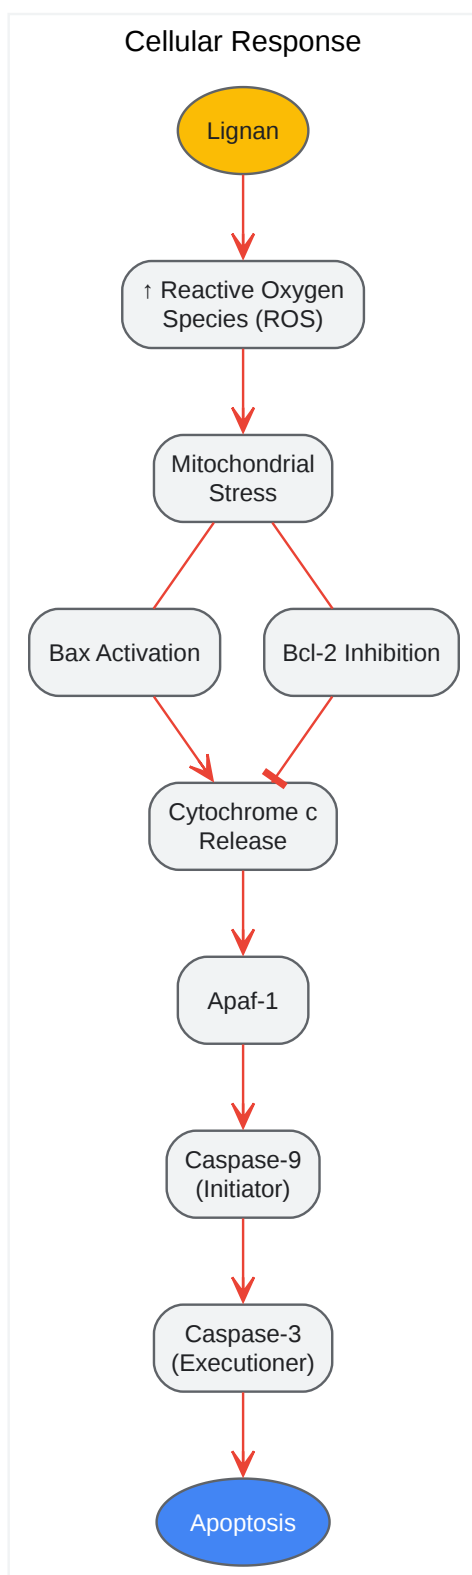 Cellular Response
Lignan
↑ Reactive Oxygen
Species (ROS)
Mitochondrial
Stress
Bax Activation
Bcl-2 Inhibition
Cytochrome c
Release
Apaf-1
Caspase-9
(Initiator)
Caspase-3
(Executioner)
Apoptosis